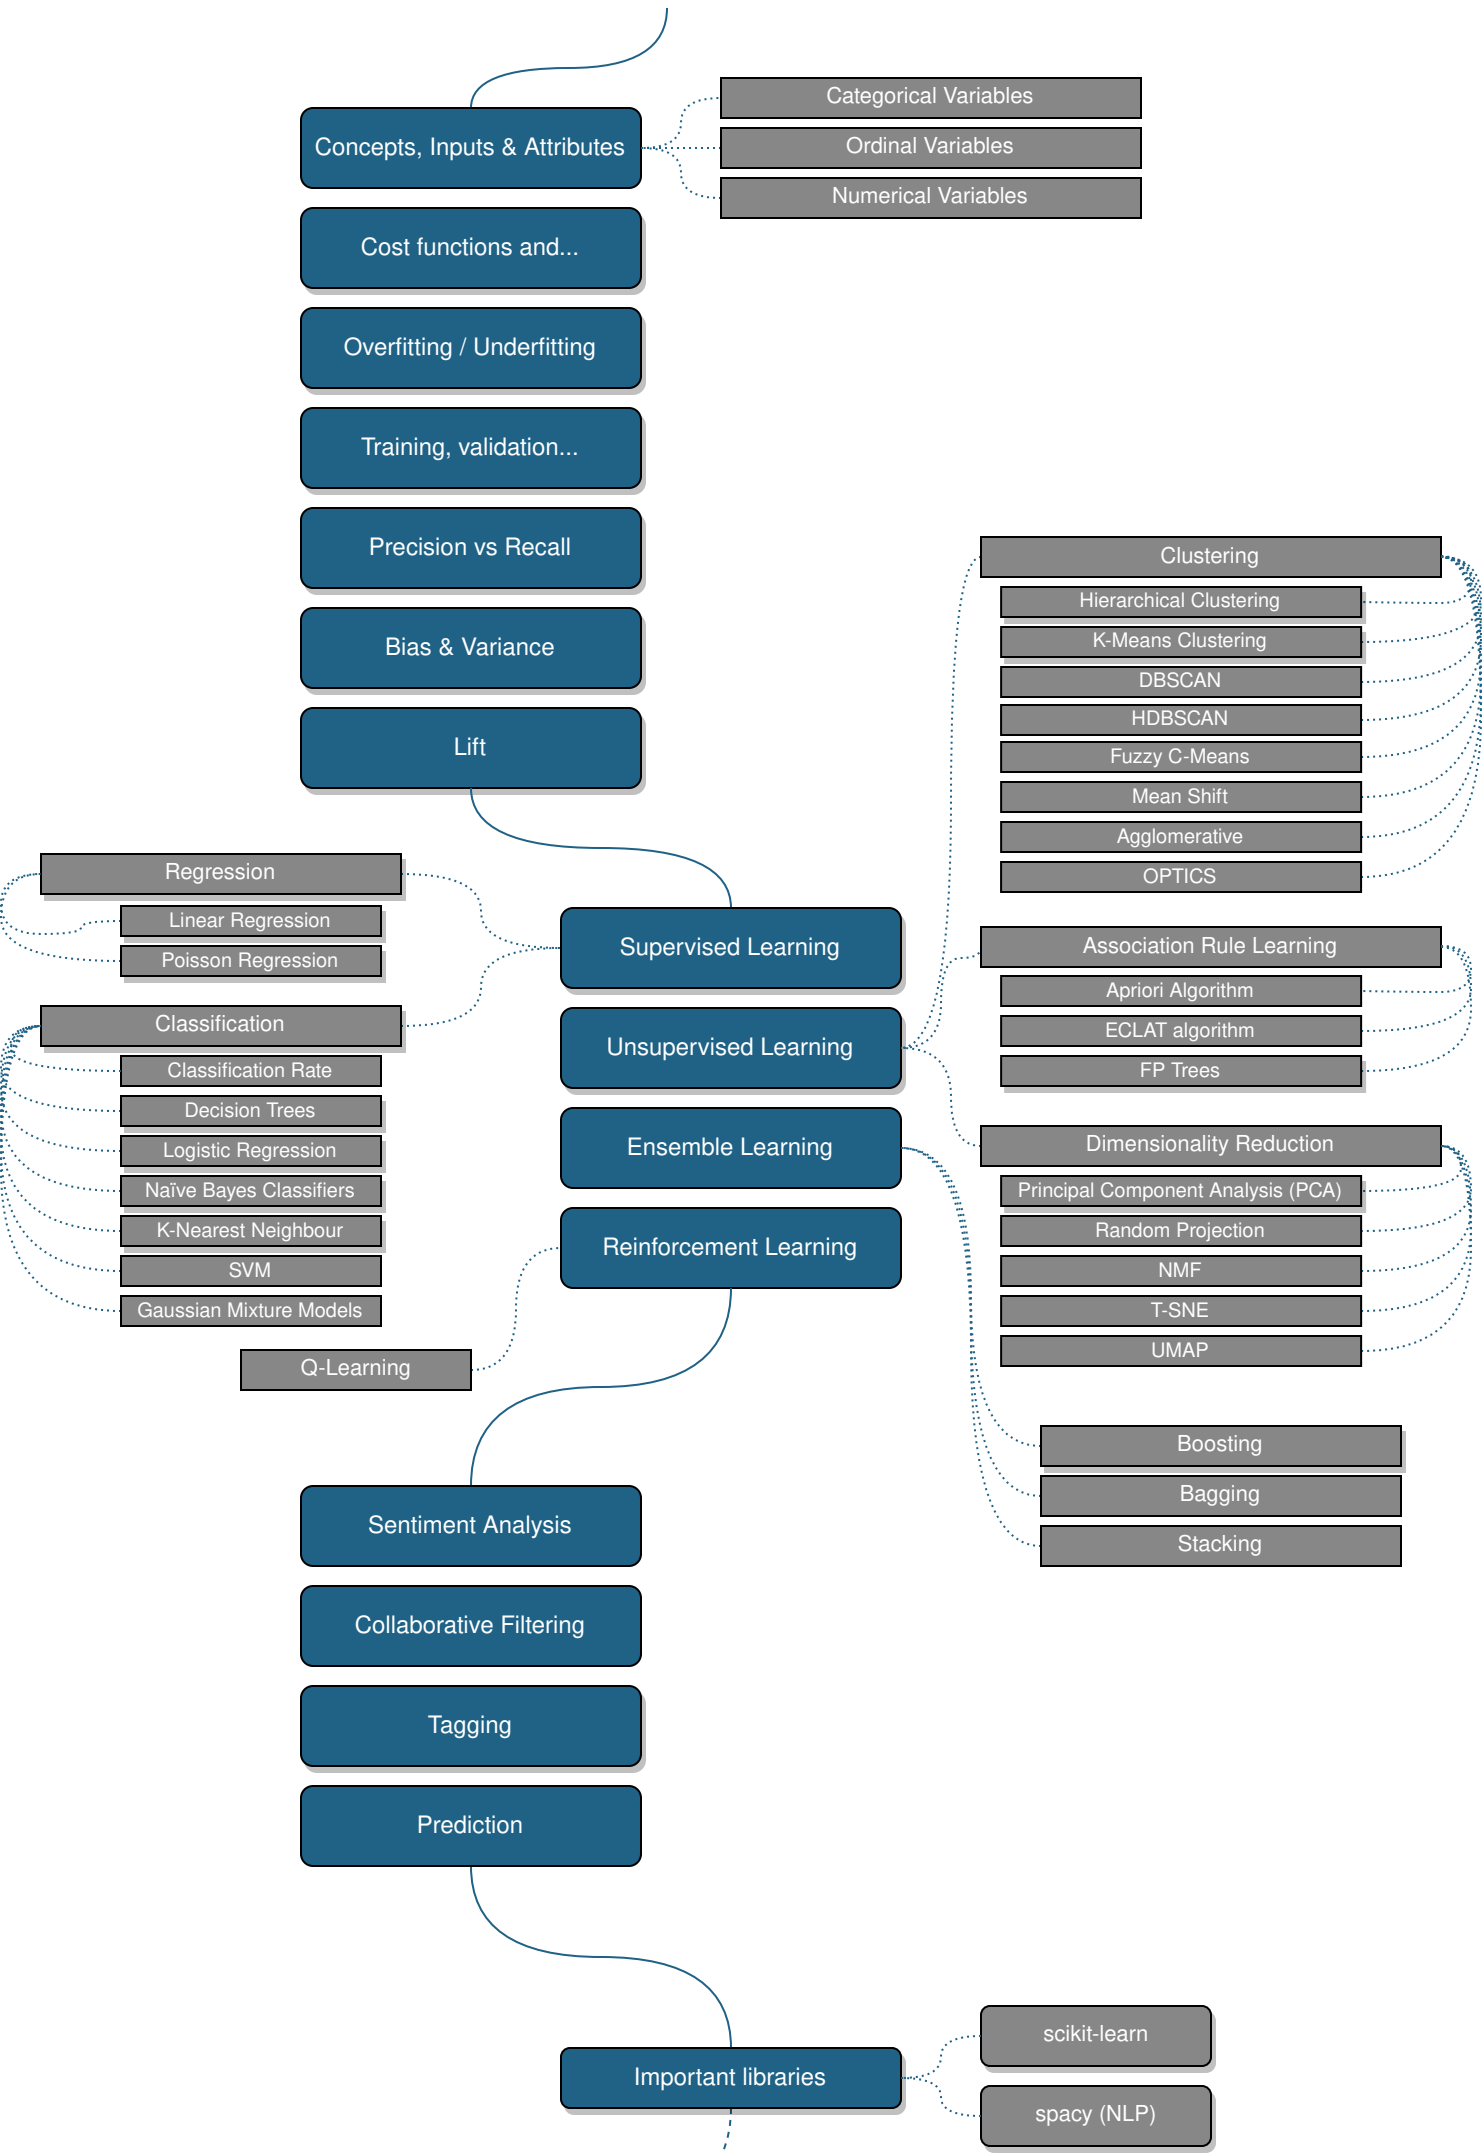 Categorical Variables
Concepts, Inputs & Attributes
Ordinal Variables
Numerical Variables
Cost functions and...
Overfitting / Underfitting
Training, validation...
Precision vs Recall
Bias & Variance
Lift
Clustering
Hierarchical Clustering
K-Means Clustering
DBSCAN
HDBSCAN
Fuzzy C-Means
Mean Shift
Agglomerative
OPTICS
Regression
Linear Regression
Poisson Regression
Supervised Learning
Classification
Classification Rate
Decision Trees
Logistic Regression
Naïve Bayes Classifiers
K-Nearest Neighbour
SVM
Gaussian Mixture Models
Unsupervised Learning
Association Rule Learning
Apriori Algorithm
ECLAT algorithm
FP Trees
Dimensionality Reduction
Principal Component Analysis (PCA)
Random Projection
NMF
T-SNE
UMAP
Ensemble Learning
Reinforcement Learning
Q-Learning
Boosting
Bagging
Stacking
Sentiment Analysis
Collaborative Filtering
Tagging
Prediction
Important libraries
scikit-learn
spacy (NLP)